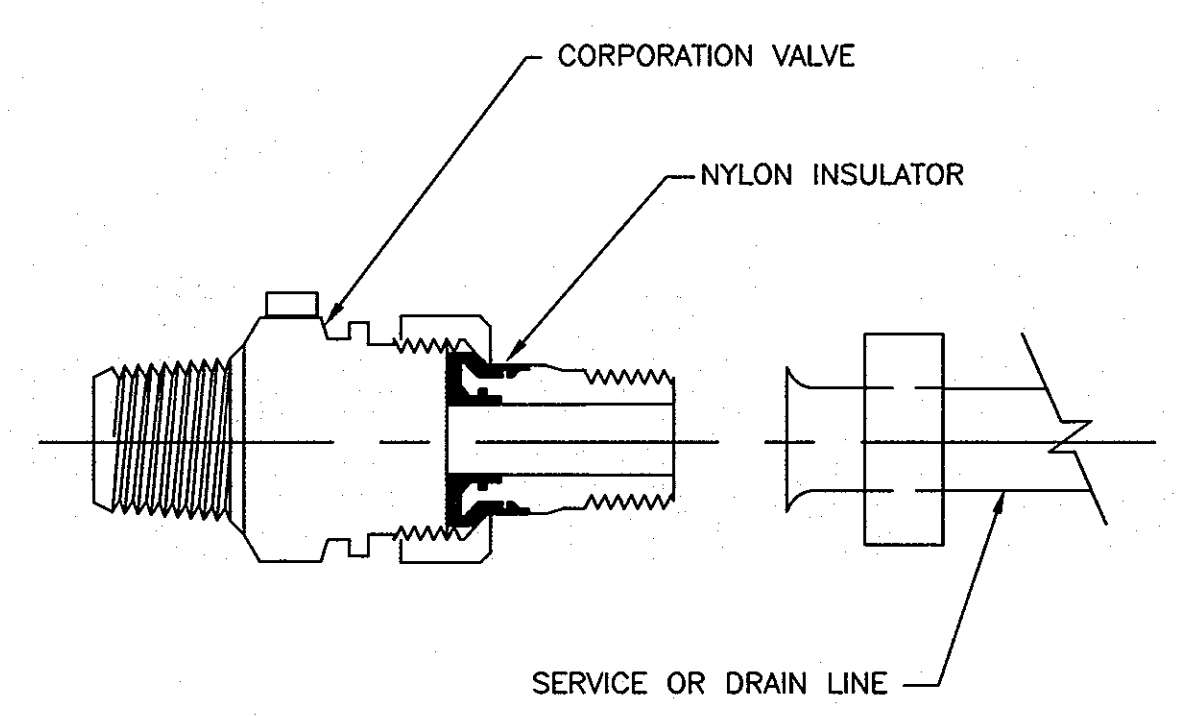 CORPORATION VALVE
NYLON INSULATOR
SERVICE OR DRAIN LINE